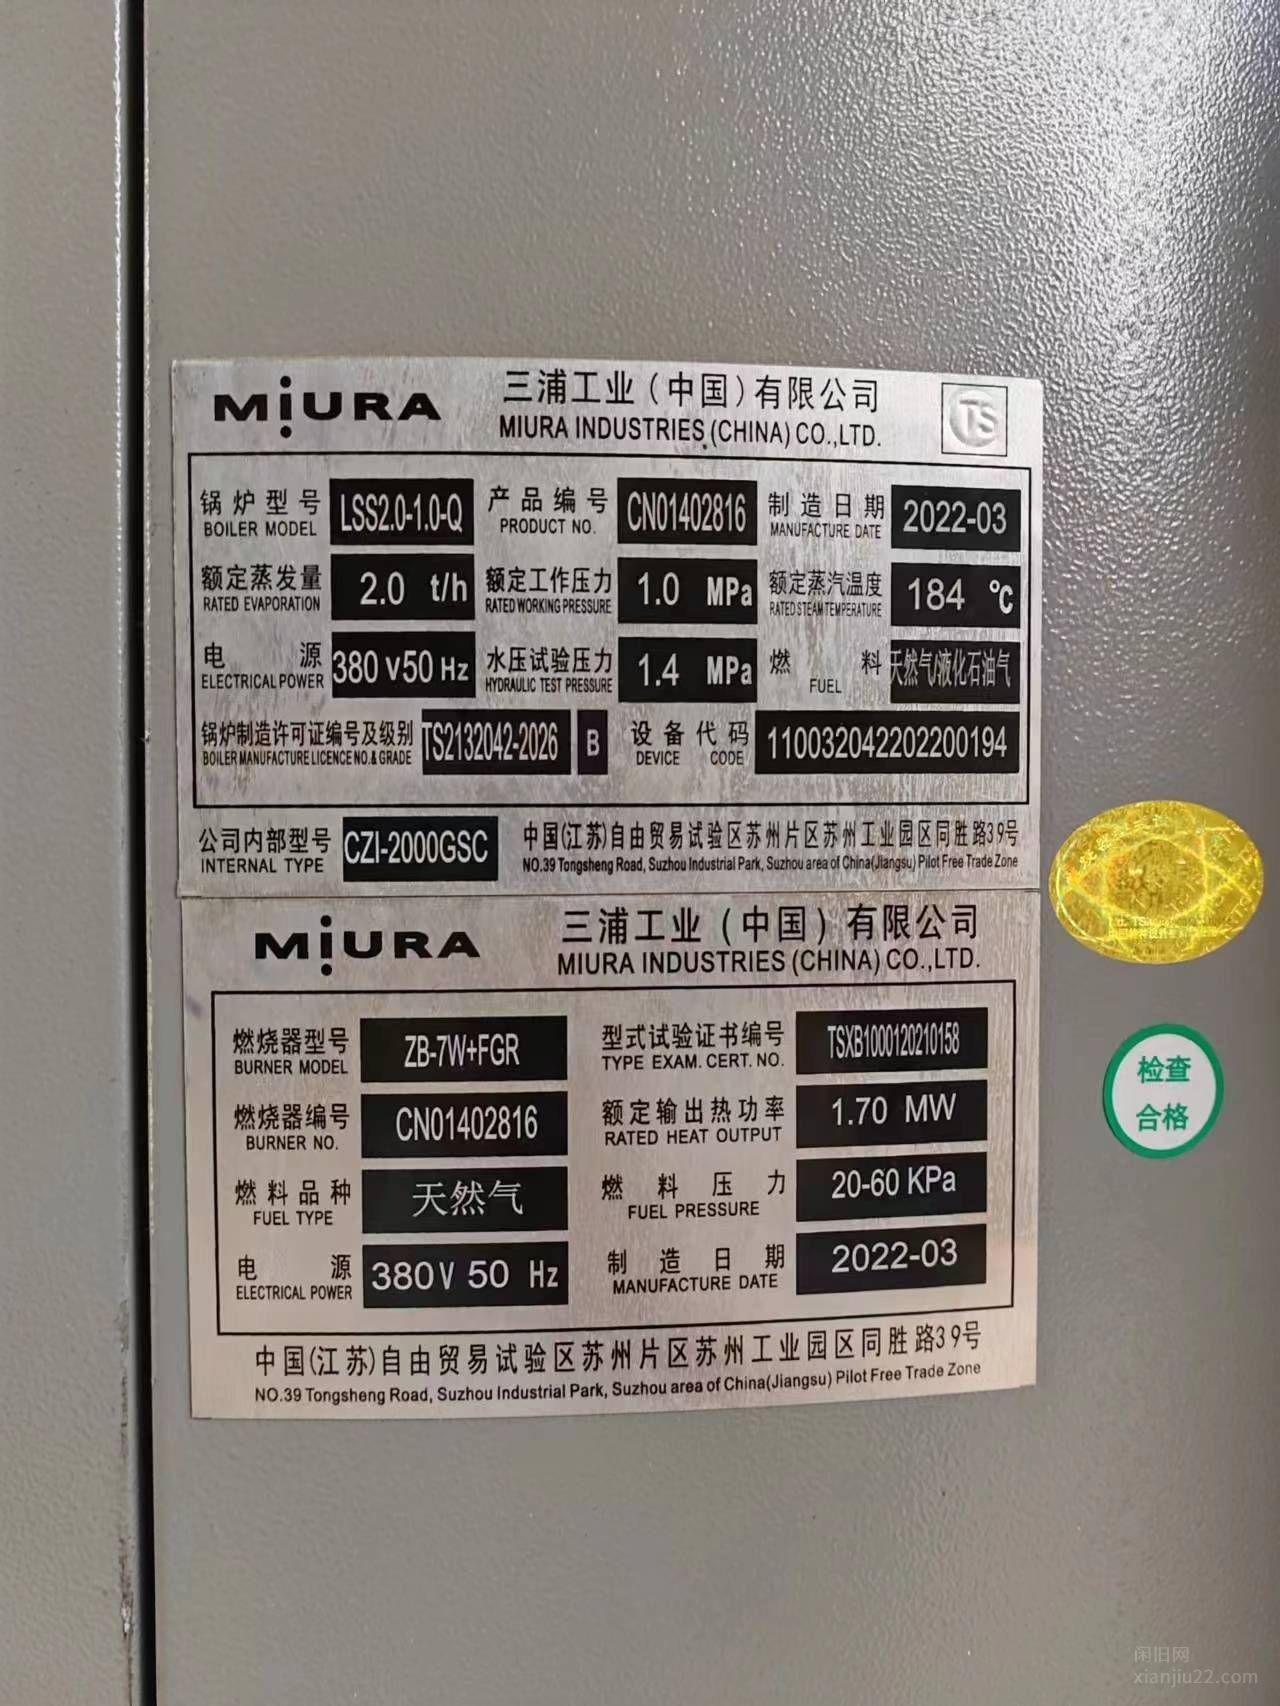 MIURA
三浦工业（中国）有限公司
MIURA INDUSTRIES (CHINA) CO.,LTD.
TS
锅炉型号 LSS2.0-1.0-Q 产品编号 CN01402816 制造日期 2022-03
BOILER MODEL PRODUCT NO. MANUFACTURE DATE
额定蒸发量 2.0 t/h 额定工作压力 1.0 MPa 额定蒸汽温度 184 ℃
RATED EVAPORATION RATED WORKING PRESSURE RATED STEAM TEMPERATURE
电源 380 V 50 Hz 水压试验压力 1.4 MPa 燃料 天然气/液化石油气
ELECTRICAL POWER HYDRAULIC TEST PRESSURE FUEL
锅炉制造许可证编号及级别 TS2132042-2026 B 设备代码 110032042202200194
BOILER MANUFACTURE LICENCE NO.& GRADE DEVICE CODE
公司内部型号 CZI-2000GSC 中国(江苏)自由贸易试验区苏州片区苏州工业园区同胜路39号
INTERNAL TYPE NO.39 Tongsheng Road, Suzhou Industrial Park, Suzhou area of China(Jiangsu) Pilot Free Trade Zone
MIURA
三浦工业（中国）有限公司
MIURA INDUSTRIES (CHINA) CO.,LTD.
燃烧器型号 ZB-7W+FGR 型式试验证书编号 TSXB1000120210158
BURNER MODEL TYPE EXAM. CERT. NO.
燃烧器编号 CN01402816 额定输出热功率 1.70 MW
BURNER NO. RATED HEAT OUTPUT
燃料品种 天然气 燃料压力 20-60 KPa
FUEL TYPE FUEL PRESSURE
电源 380V 50 Hz 制造日期 2022-03
ELECTRICAL POWER MANUFACTURE DATE
中国(江苏)自由贸易试验区苏州片区苏州工业园区同胜路39号
NO.39 Tongsheng Road, Suzhou Industrial Park, Suzhou area of China(Jiangsu) Pilot Free Trade Zone
检查
合格
闲旧网
xianjiu22.com